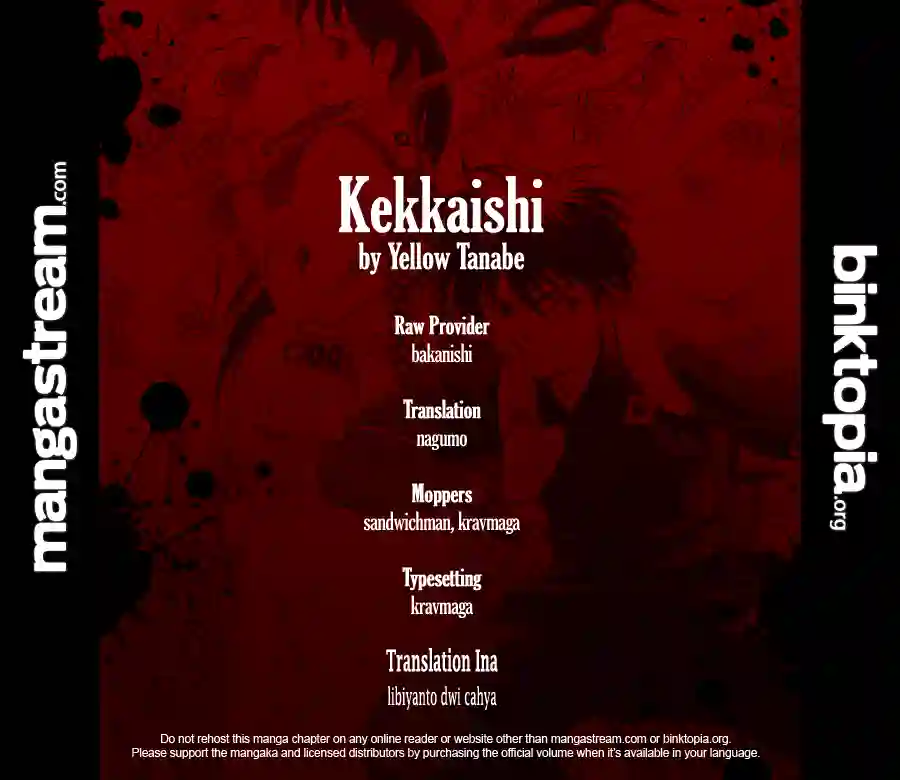 Kekkaishi
by Yellow Tanabe
Raw Provider
bakanishi
Translation
nagumo
Moppers
sandwichman, kravmaga
Typesetting
kravmaga
Translation Ina
libiyanto dwi cahya
Do not rehost this manga chapter on any online reader or website other than mangastream.com or binktopia.org.
Please support the mangaka and licensed distributors by purchasing the official volume when it's available in your language.
mangastream.com
binktopia.org